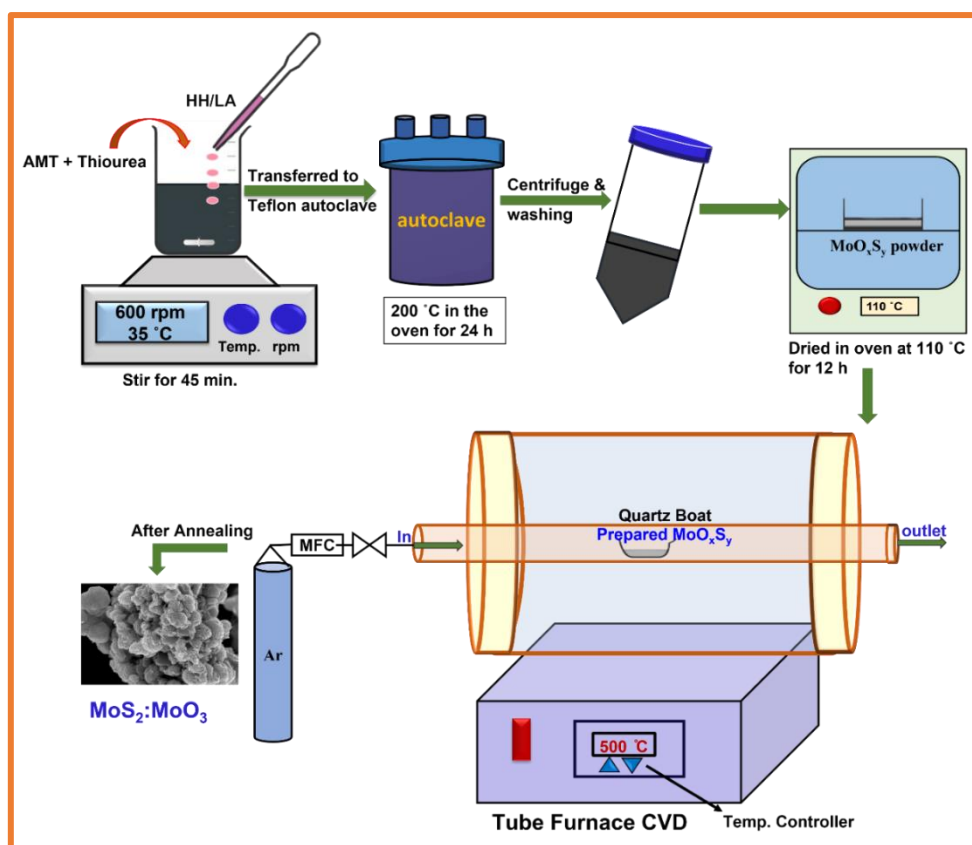 HH/LA
AMT + Thiourea
Transferred to
Teflon autoclave
600 rpm
35 ˚C
Temp. rpm
Stir for 45 min.
autoclave
200 ˚C in the
oven for 24 h
Centrifuge &
washing
MoOₓSᵧ powder
110 ˚C
Dried in oven at 110 ˚C
for 12 h
After Annealing
MoS₂:MoO₃
Ar
MFC
In
Quartz Boat
Prepared MoOₓSᵧ
outlet
500 ˚C
Temp. Controller
Tube Furnace CVD